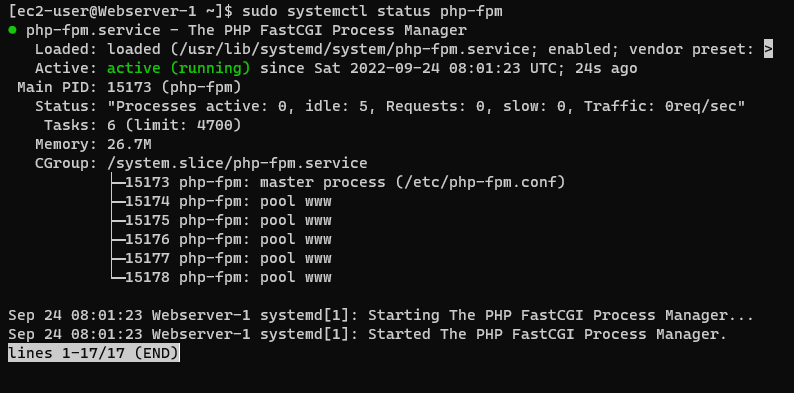 [ec2-user@Webserver-1 ~]$ sudo systemctl status php-fpm
● php-fpm.service - The PHP FastCGI Process Manager
   Loaded: loaded (/usr/lib/systemd/system/php-fpm.service; enabled; vendor preset: >
   Active: active (running) since Sat 2022-09-24 08:01:23 UTC; 24s ago
 Main PID: 15173 (php-fpm)
   Status: "Processes active: 0, idle: 5, Requests: 0, slow: 0, Traffic: 0req/sec"
    Tasks: 6 (limit: 4700)
   Memory: 26.7M
   CGroup: /system.slice/php-fpm.service
           ├─15173 php-fpm: master process (/etc/php-fpm.conf)
           ├─15174 php-fpm: pool www
           ├─15175 php-fpm: pool www
           ├─15176 php-fpm: pool www
           ├─15177 php-fpm: pool www
           └─15178 php-fpm: pool www

Sep 24 08:01:23 Webserver-1 systemd[1]: Starting The PHP FastCGI Process Manager...
Sep 24 08:01:23 Webserver-1 systemd[1]: Started The PHP FastCGI Process Manager.
lines 1-17/17 (END)